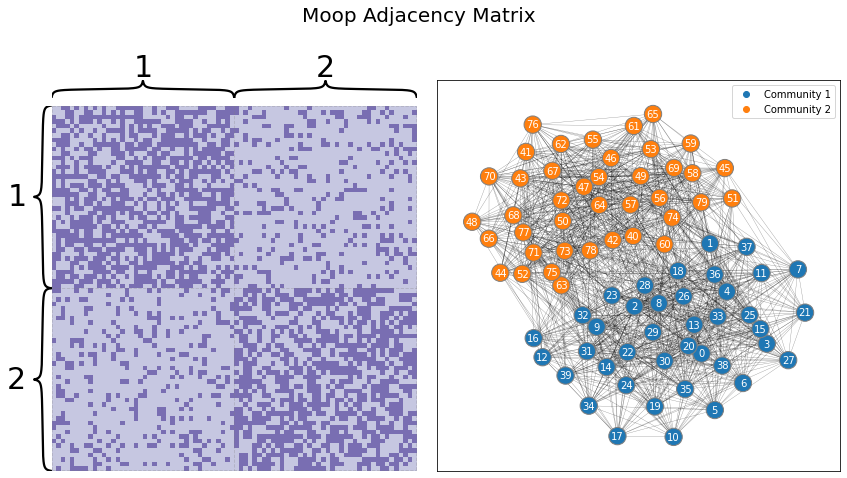 Moop Adjacency Matrix
1 2
1
2
Community 1
Community 2
65
76 61
62 55 59
41 46 53
70 43 67 54 49 69 58 45
47
72 64 57 56 79 51
48 68 50 74
66 77 42 40 60 1 37
71 73 78
44 52 75 63 18 36 11 7
28 4
23 2 8 26
32 9 13 33 25 21
16 29 15
12 31 22 20 0 3
39 14 30 38 27
24 35 6
34 19 5
17 10